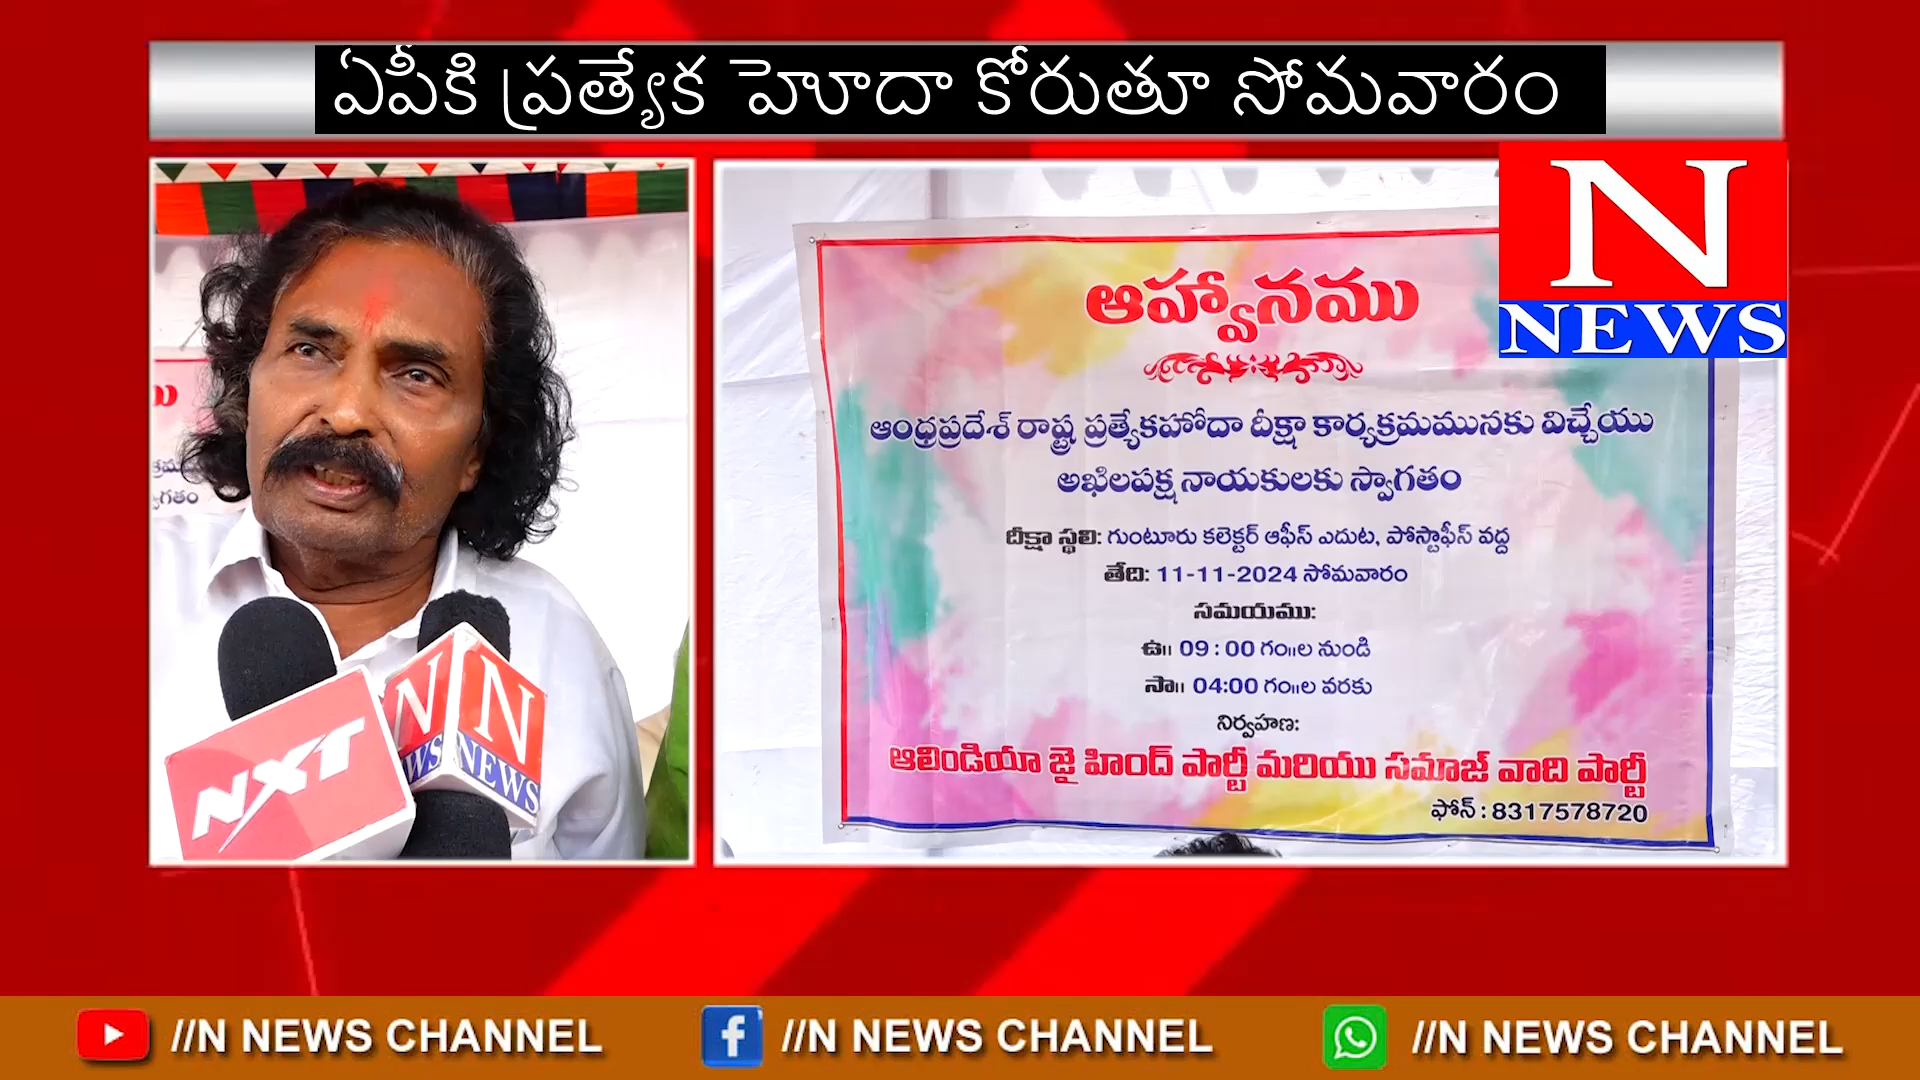 ఏపీకి ప్రత్యేక హెూదా కోరుతూ సోమవారం
N
NEWS
ఆహ్వానము
ఆంధ్రప్రదేశ్ రాష్ట్ర ప్రత్యేకహోదా దీక్షా కార్యక్రమమునకు విచ్చేయు
అఖిలపక్ష నాయకులకు స్వాగతం
దీక్షా స్థలి: గుంటూరు కలెక్టర్ ఆఫీస్ ఎదుట, పోస్టాఫీస్ వద్ద
తేది: 11-11-2024 సోమవారం
సమయము:
ఉ॥ 09 : 00 గం॥ల నుండి
సా॥ 04:00 గం॥ల వరకు
నిర్వహణ:
ఆలిండియా జై హింద్ పార్టీ మరియు సమాజ్ వాది పార్టీ
ఫోన్ : 8317578720
NXT
N
WS
N
NEWS
//N NEWS CHANNEL
//N NEWS CHANNEL
//N NEWS CHANNEL